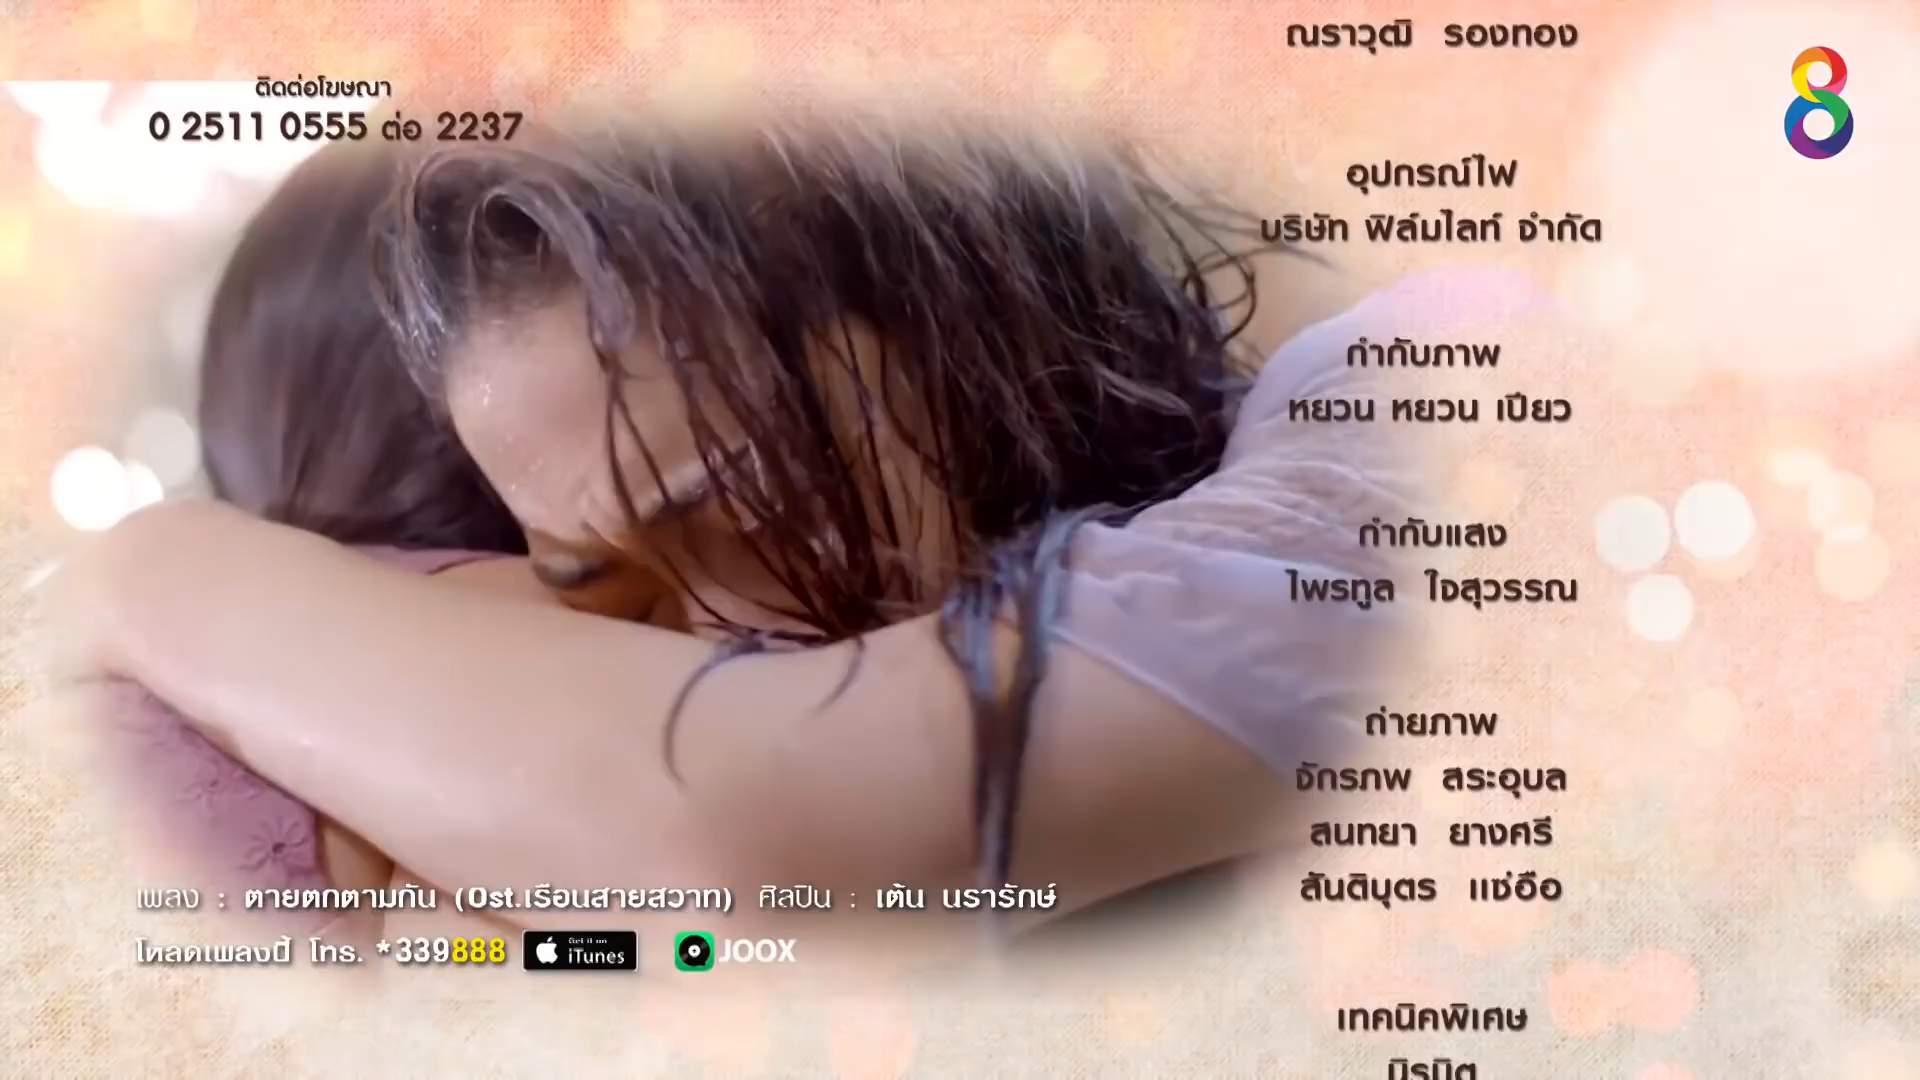 ติดต่อโฆษณา
0 2511 0555 ต่อ 2237
ณราวุฒิ รองทอง
8
อุปกรณ์ไฟ
บริษัท ฟิล์มไลท์ จำกัด
กำกับภาพ
หยวน หยวน เปียว
กำกับแสง
ไพรทูล ใจสุวรรณ
ถ่ายภาพ
จักรภพ สระอุบล
สนทยา ยางศรี
สันติบุตร แซ่อือ
เพลง : ตายตกตามกัน (Ost.เรือนสายสวาท) ศิลปิน : เต้น นรารักษ์
โหลดเพลงนี้ โทร. *339888 Get it on iTunes JOOX
เทคนิคพิเศษ
นิรมิต